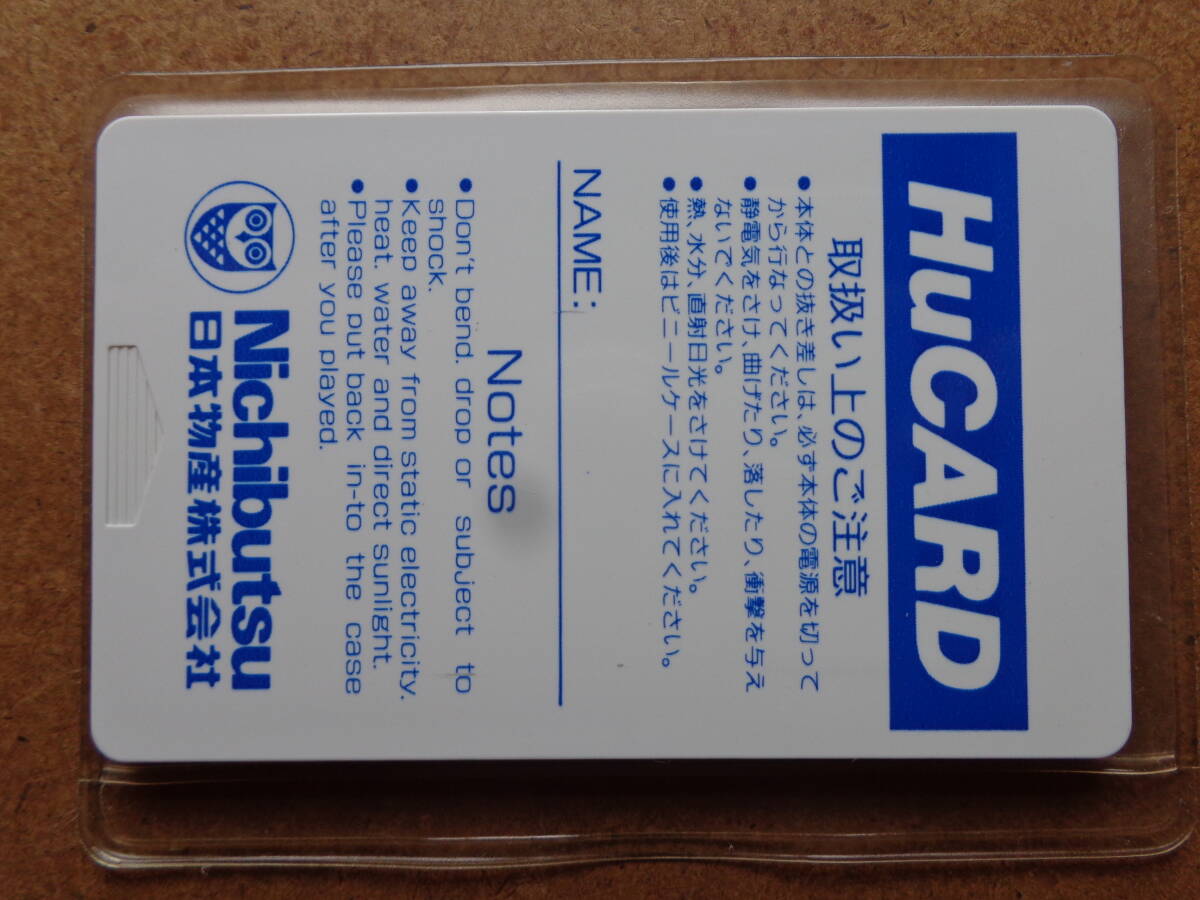 HuCARD
取扱い上のご注意
●本体との抜き差しは、必ず本体の電源を切って
から行なってください。
●静電気をさけ、曲げたり、落したり、衝撃を与え
ないでください。
●熱、水分、直射日光をさけてください。
●使用後はビニールケースに入れてください。
NAME:
Notes
●Don't bend. drop or subject to
shock.
●Keep away from static electricity.
heat. water and direct sunlight.
●Please put back in-to the case
after you played.
Nichibutsu
日本物産株式会社